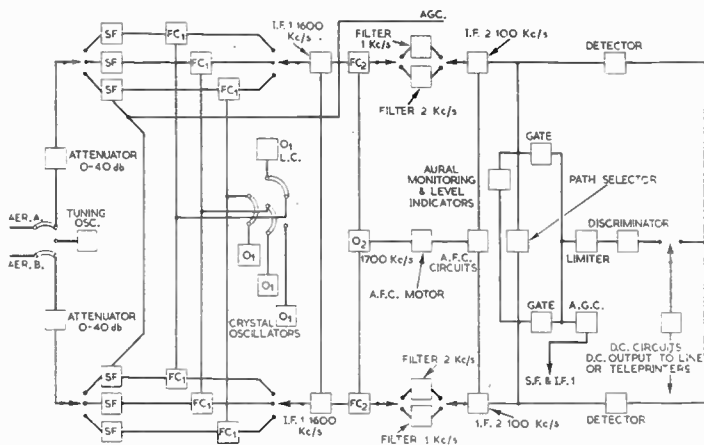 I.F. 1 1600
Kc/s
AGC.
FILTER
1 Kc/s
I.F. 2 100 Kc/s
DETECTOR
SF
FC1
SF
FC1
SF
FC1
FC2
FILTER 2 Kc/s
ATTENUATOR
0-40 db
O1
L.C.
AURAL
MONITORING
& LEVEL
INDICATORS
GATE
PATH SELECTOR
AER. A.
TUNING
OSC.
AER. B.
O1
O1
O1
CRYSTAL
OSCILLATORS
O2
1700 Kc/s
A.F.C.
CIRCUITS
A.F.C. MOTOR
DISCRIMINATOR
LIMITER
ATTENUATOR
0-40 db
GATE
A.G.C.
S.F. & I.F. 1
D.C. CIRCUITS
D.C. OUTPUT TO LINE
OR TELEPRINTERS
FILTER 2 Kc/s
SF
FC1
SF
FC1
SF
FC1
I.F. 1 1600
Kc/s
FC2
FILTER 1 Kc/s
I.F. 2 100 Kc/s
DETECTOR